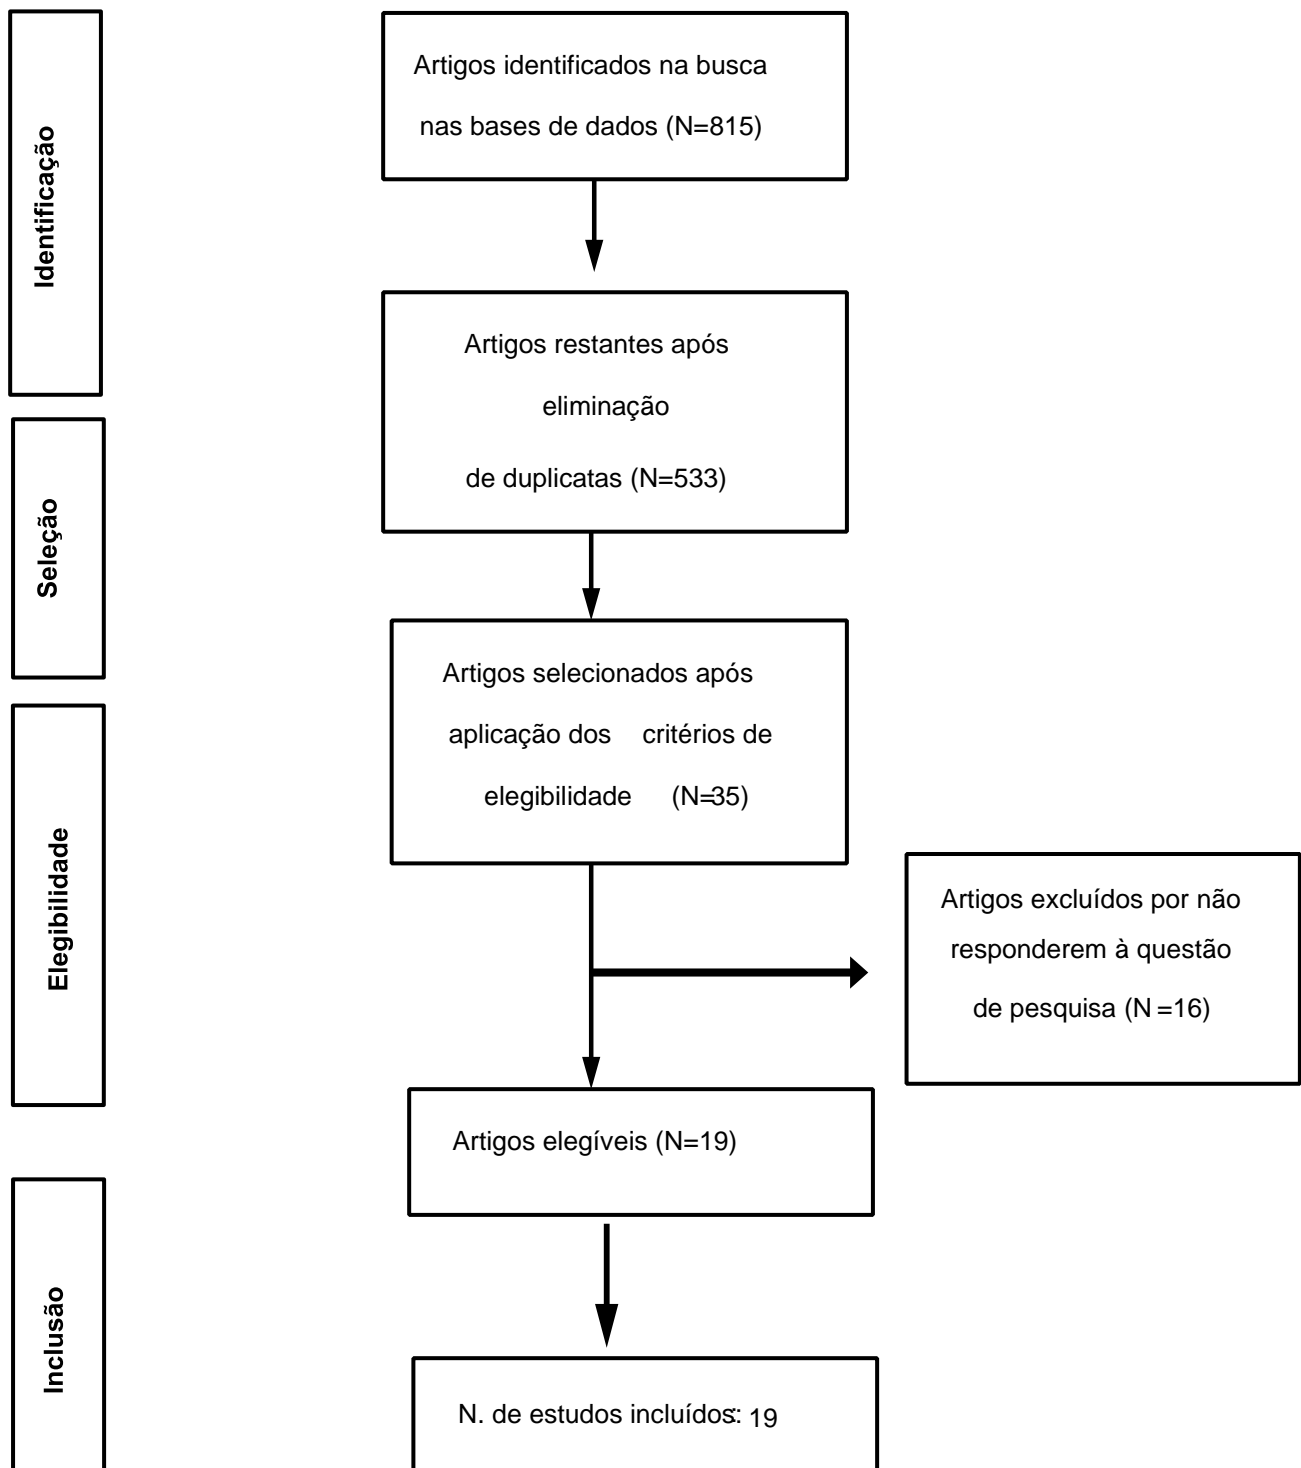 Identificação
Artigos identificados na busca
nas bases de dados (N=815)
Artigos restantes após
eliminação
de duplicatas (N=533)
Seleção
Artigos selecionados após
aplicação dos critérios de
elegibilidade (N=35)
Elegibilidade
Artigos excluídos por não
responderem à questão
de pesquisa (N =16)
Artigos elegíveis (N=19)
Inclusão
N. de estudos incluídos: 19